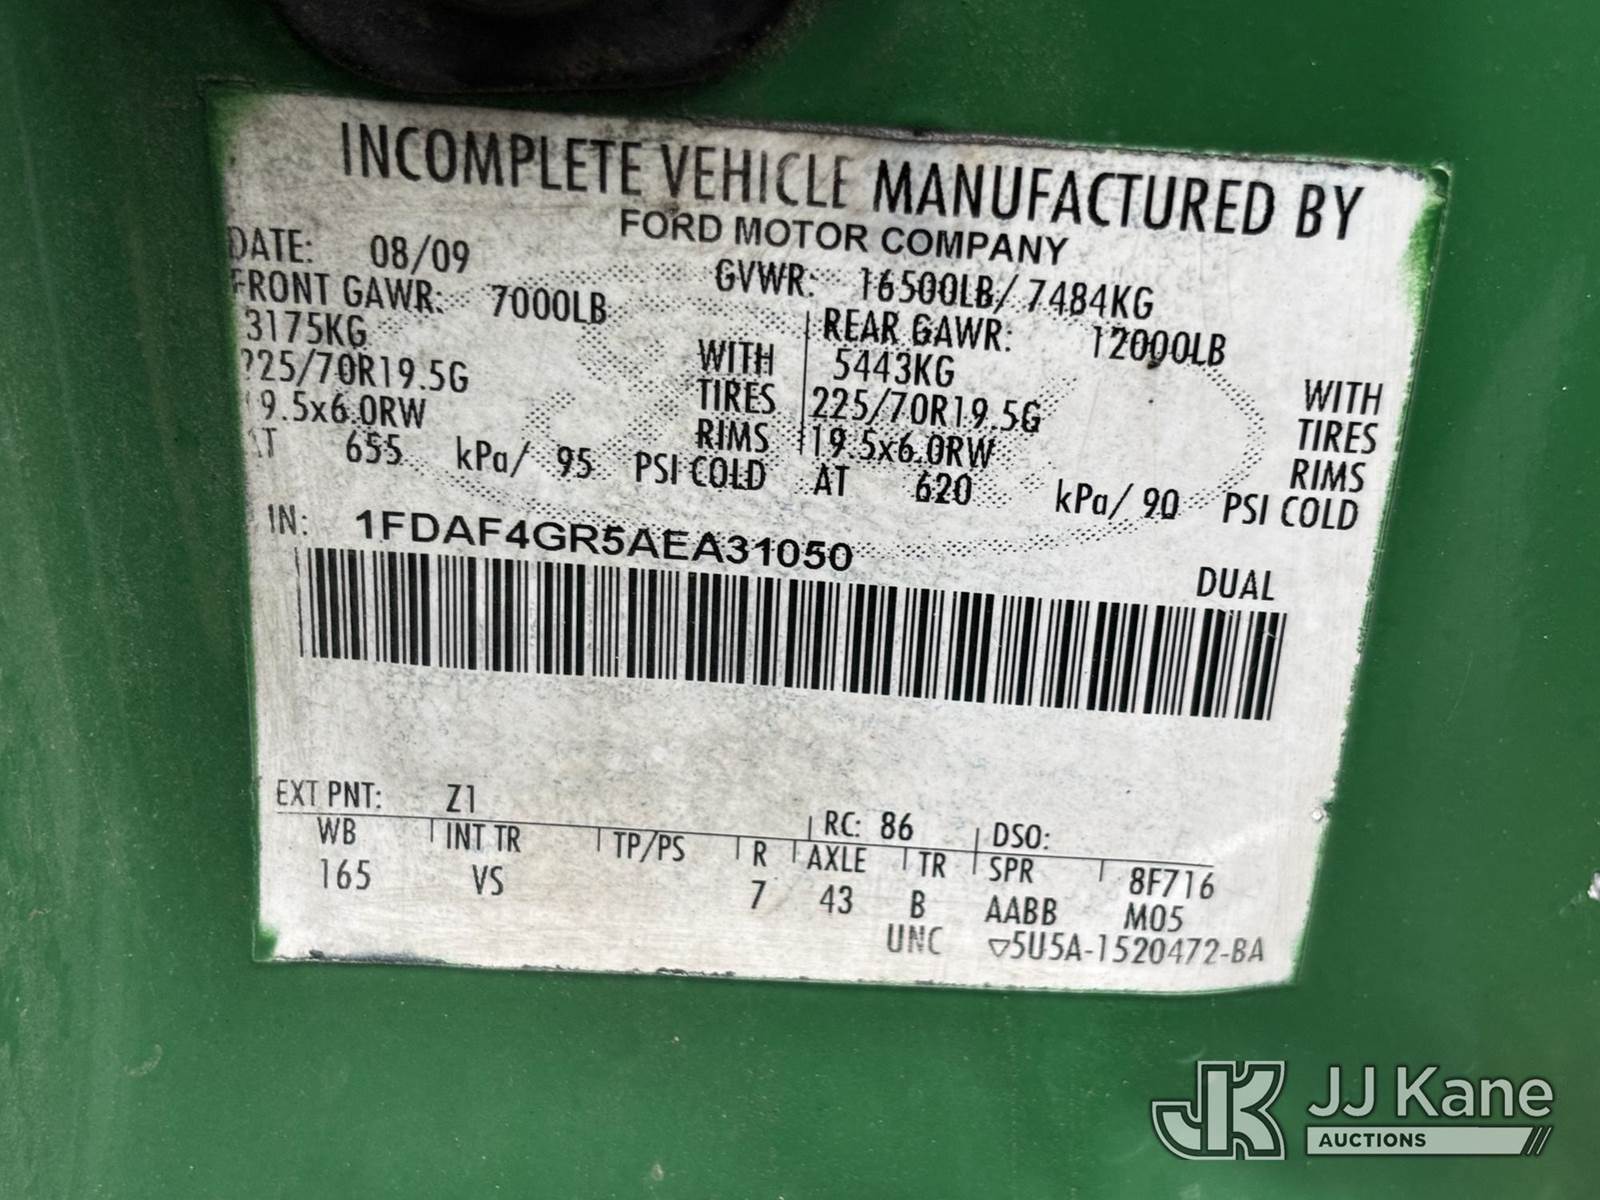 INCOMPLETE VEHICLE MANUFACTURED BY
FORD MOTOR COMPANY
DATE: 08/09 GVWR: 16500LB/ 7484KG
FRONT GAWR: 7000LB REAR GAWR: 12000LB
3175KG WITH 5443KG WITH
225/70R19.5G TIRES 225/70R19.5G TIRES
19.5x6.0RW RIMS 19.5x6.0RW RIMS
AT 655 kPa/ 95 PSI COLD AT 620 kPa/ 90 PSI COLD
IN: 1FDAF4GR5AEA31050
DUAL
EXT PNT: Z1 RC: 86 DSO:
WB INT TR TP/PS R AXLE TR SPR 8F716
165 VS 7 43 B AABB M05
UNC ▽5U5A-1520472-BA
JK JJ Kane
AUCTIONS